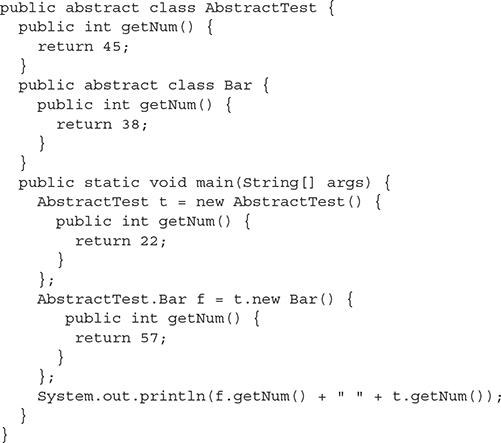 public abstract class AbstractTest {
  public int getNum() {
    return 45;
  }
  public abstract class Bar {
    public int getNum() {
      return 38;
    }
  }
  public static void main(String[] args) {
    AbstractTest t = new AbstractTest() {
      public int getNum() {
        return 22;
      }
    };
    AbstractTest.Bar f = t.new Bar() {
       public int getNum() {
        return 57;
      }
    };
    System.out.println(f.getNum() + " " + t.getNum());
  }
}